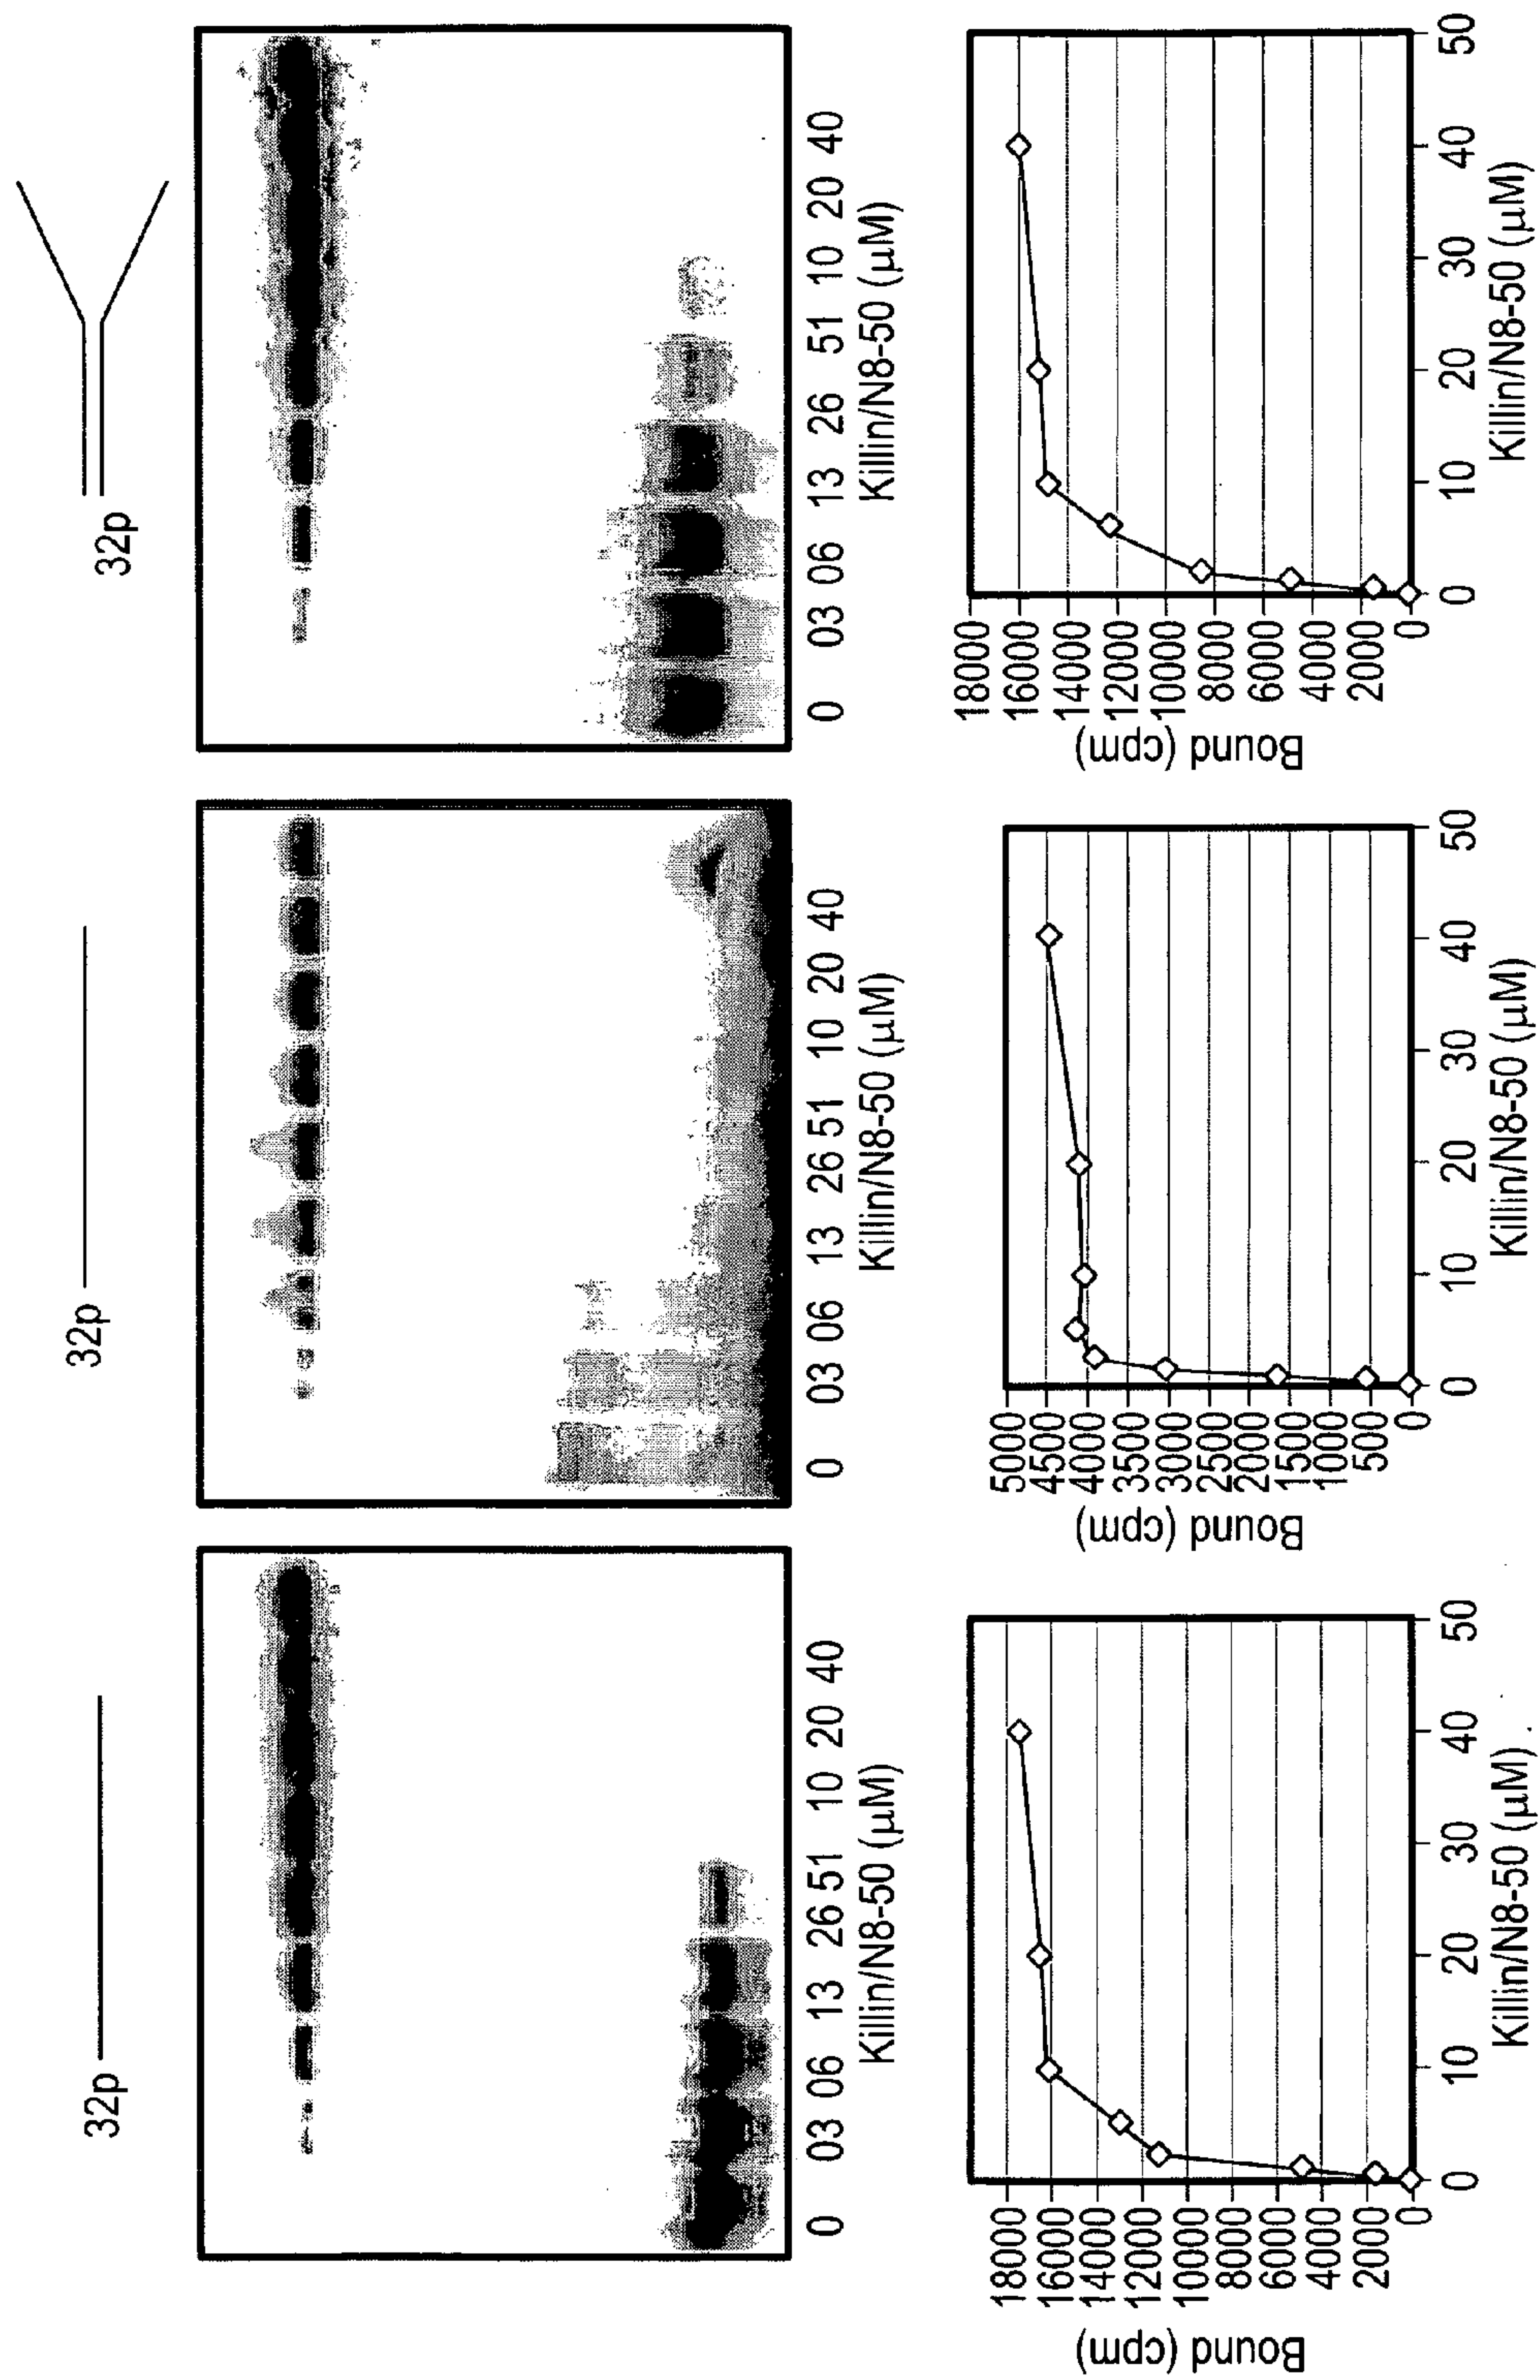 32p
0 03 06 13 26 51 10 20 40
Killin/N8-50 (μM)
Bound (cpm)
18000
16000
14000
12000
10000
8000
6000
4000
2000
0
0 10 20 30 40 50
Killin/N8-50 (μM)
32p
0 03 06 13 26 51 10 20 40
Killin/N8-50 (μM)
Bound (cpm)
5000
4500
4000
3500
3000
2500
2000
1500
1000
500
0
0 10 20 30 40 50
Killin/N8-50 (μM)
32p
0 03 06 13 26 51 10 20 40
Killin/N8-50 (μM)
Bound (cpm)
18000
16000
14000
12000
10000
8000
6000
4000
2000
0
0 10 20 30 40 50
Killin/N8-50 (μM)